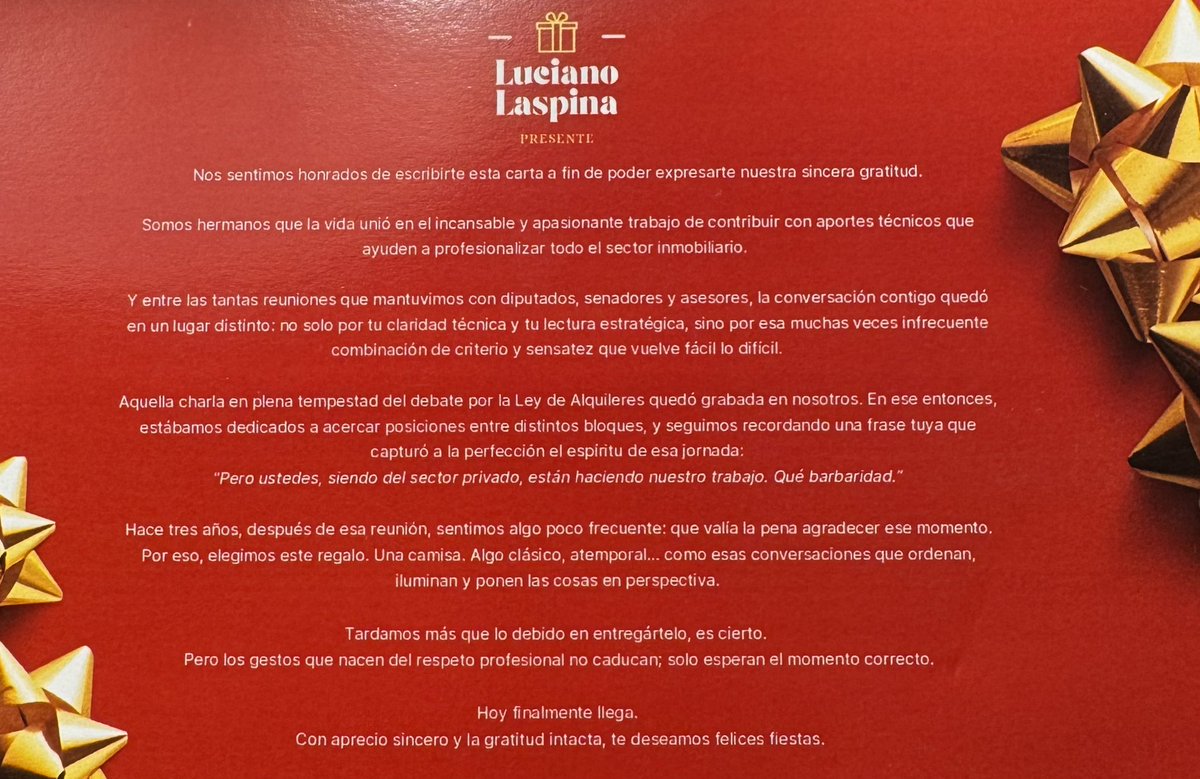 Luciano
Laspina
PRESENTE
Nos sentimos honrados de escribirte esta carta a fin de poder expresarte nuestra sincera gratitud.
Somos hermanos que la vida unió en el incansable y apasionante trabajo de contribuir con aportes técnicos que
ayuden a profesionalizar todo el sector inmobiliario.
Y entre las tantas reuniones que mantuvimos con diputados, senadores y asesores, la conversación contigo quedó
en un lugar distinto: no solo por tu claridad técnica y tu lectura estratégica, sino por esa muchas veces infrecuente
combinación de criterio y sensatez que vuelve fácil lo difícil.
Aquella charla en plena tempestad del debate por la Ley de Alquileres quedó grabada en nosotros. En ese entonces,
estábamos dedicados a acercar posiciones entre distintos bloques, y seguimos recordando una frase tuya que
capturó a la perfección el espíritu de esa jornada:
"Pero ustedes, siendo del sector privado, están haciendo nuestro trabajo. Qué barbaridad.”
Hace tres años, después de esa reunión, sentimos algo poco frecuente: que valía la pena agradecer ese momento.
Por eso, elegimos este regalo. Una camisa. Algo clásico, atemporal... como esas conversaciones que ordenan,
iluminan y ponen las cosas en perspectiva.
Tardamos más que lo debido en entregártelo, es cierto.
Pero los gestos que nacen del respeto profesional no caducan; solo esperan el momento correcto.
Hoy finalmente llega.
Con aprecio sincero y la gratitud intacta, te deseamos felices fiestas.